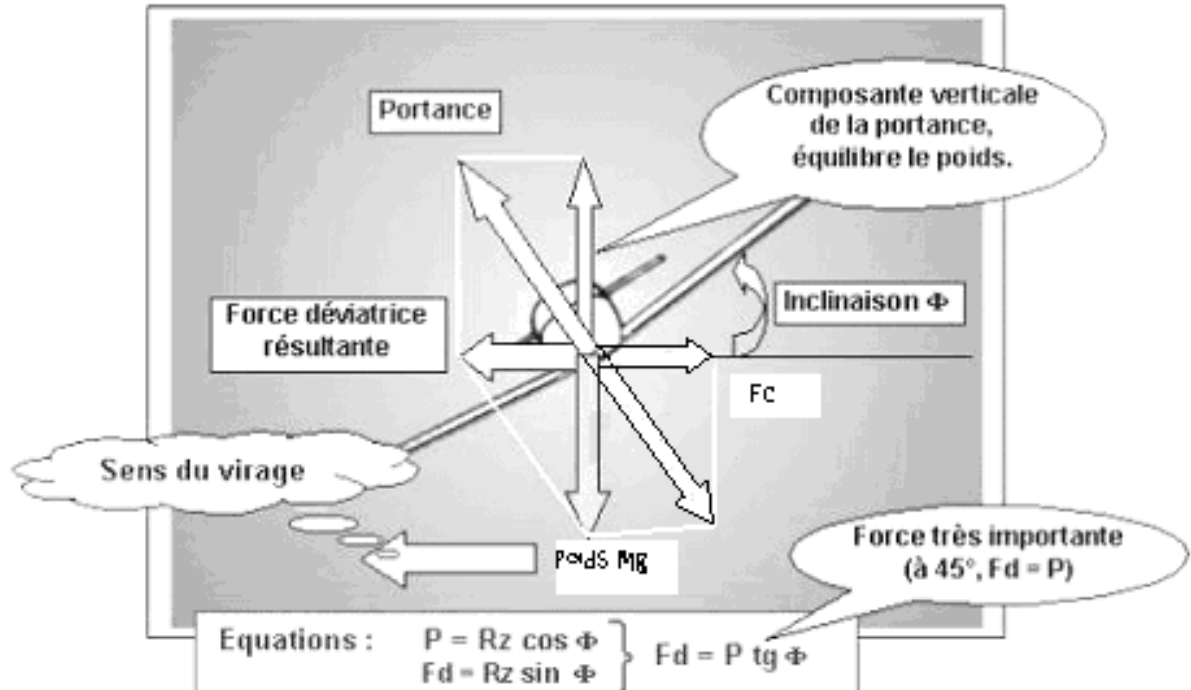 Portance
Composante verticale
de la portance,
équilibre le poids.
Force déviatrice
résultante
Inclinaison Φ
FC
Sens du virage
Poids Mg
Force très importante
(à 45°, Fd = P)
Equations : P = Rz cos Φ
Fd = Rz sin Φ
Fd = P tg Φ